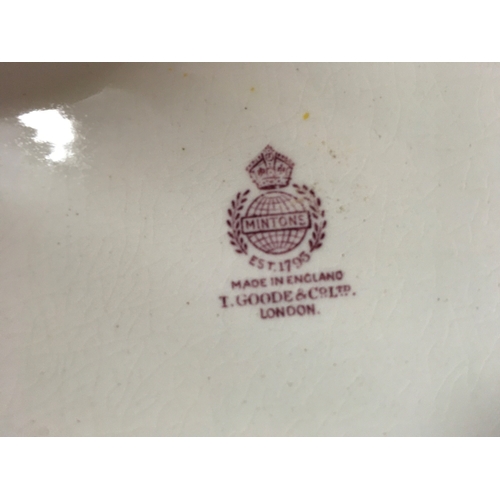 MINTONS
EST. 1793
MADE IN ENGLAND
T. GOODE & CO. LTD.
LONDON.